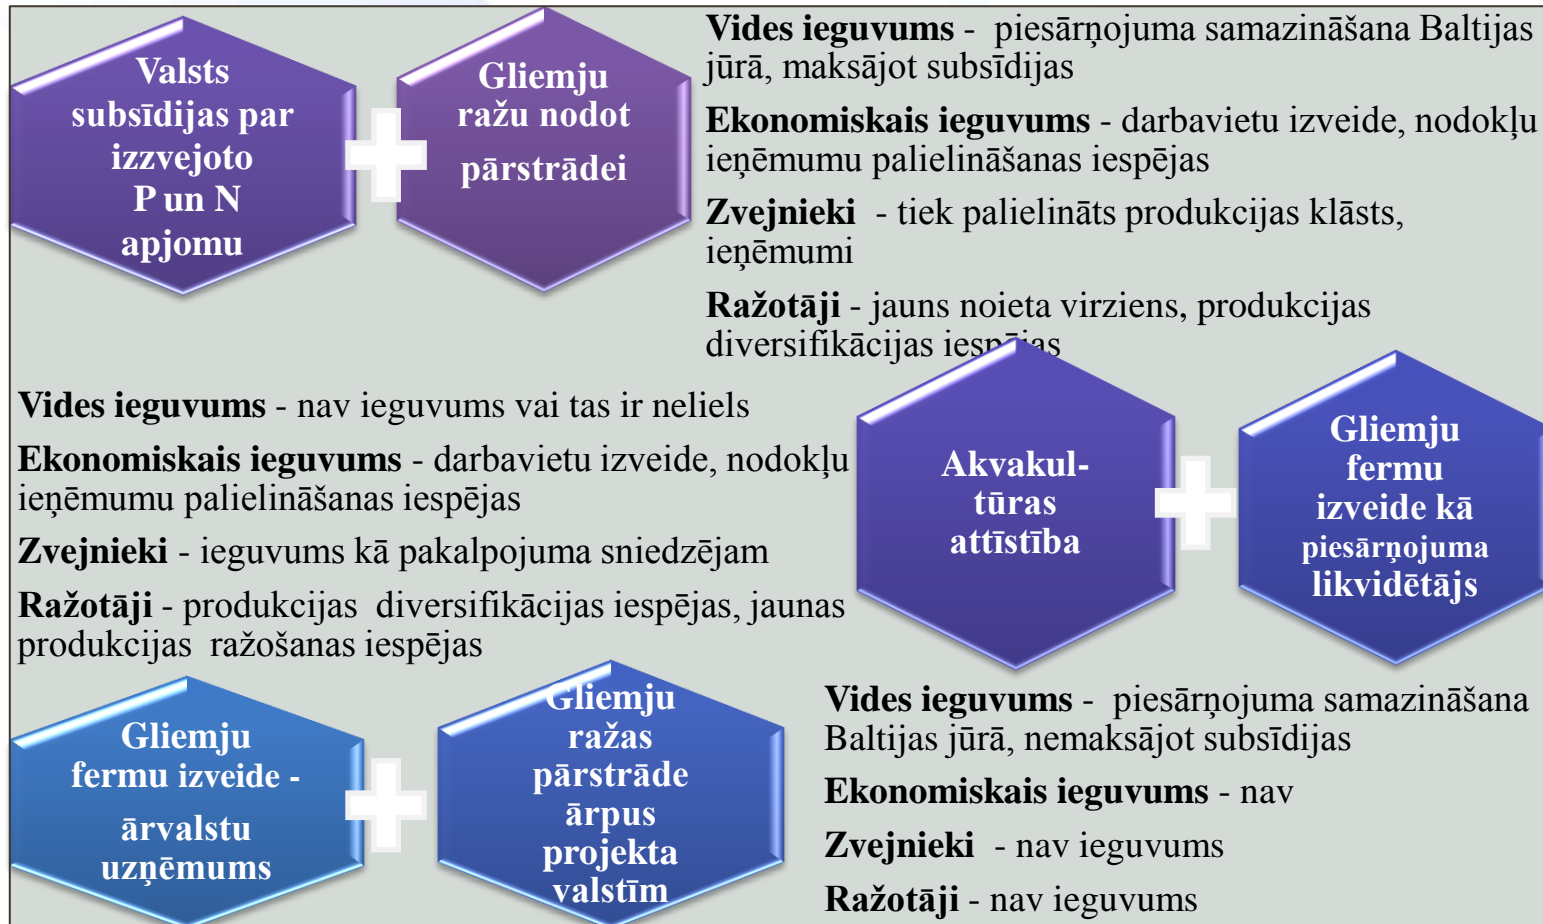 Valsts
subsīdijas par
izzvejoto
P un N
apjomu
Gliemju
ražu nodot
pārstrādei
Vides ieguvums - piesārņojuma samazināšana Baltijas
jūrā, maksājot subsīdijas
Ekonomiskais ieguvums - darbavietu izveide, nodokļu
ieņēmumu palielināšanas iespējas
Zvejnieki - tiek palielināts produkcijas klāsts,
ieņēmumi
Ražotāji - jauns noieta virziens, produkcijas
diversifikācijas iespējas
Vides ieguvums - nav ieguvums vai tas ir neliels
Ekonomiskais ieguvums - darbavietu izveide, nodokļu
ieņēmumu palielināšanas iespējas
Zvejnieki - ieguvums kā pakalpojuma sniedzējam
Ražotāji - produkcijas diversifikācijas iespējas, jaunas
produkcijas ražošanas iespējas
Akvakul-
tūras
attīstība
Gliemju
fermu
izveide kā
piesārņojuma
likvidētājs
Gliemju
fermu izveide -
ārvalstu
uzņēmums
Gliemju
ražas
pārstrāde
ārpus
projekta
valstīm
Vides ieguvums - piesārņojuma samazināšana
Baltijas jūrā, nemaksājot subsīdijas
Ekonomiskais ieguvums - nav
Zvejnieki - nav ieguvums
Ražotāji - nav ieguvums